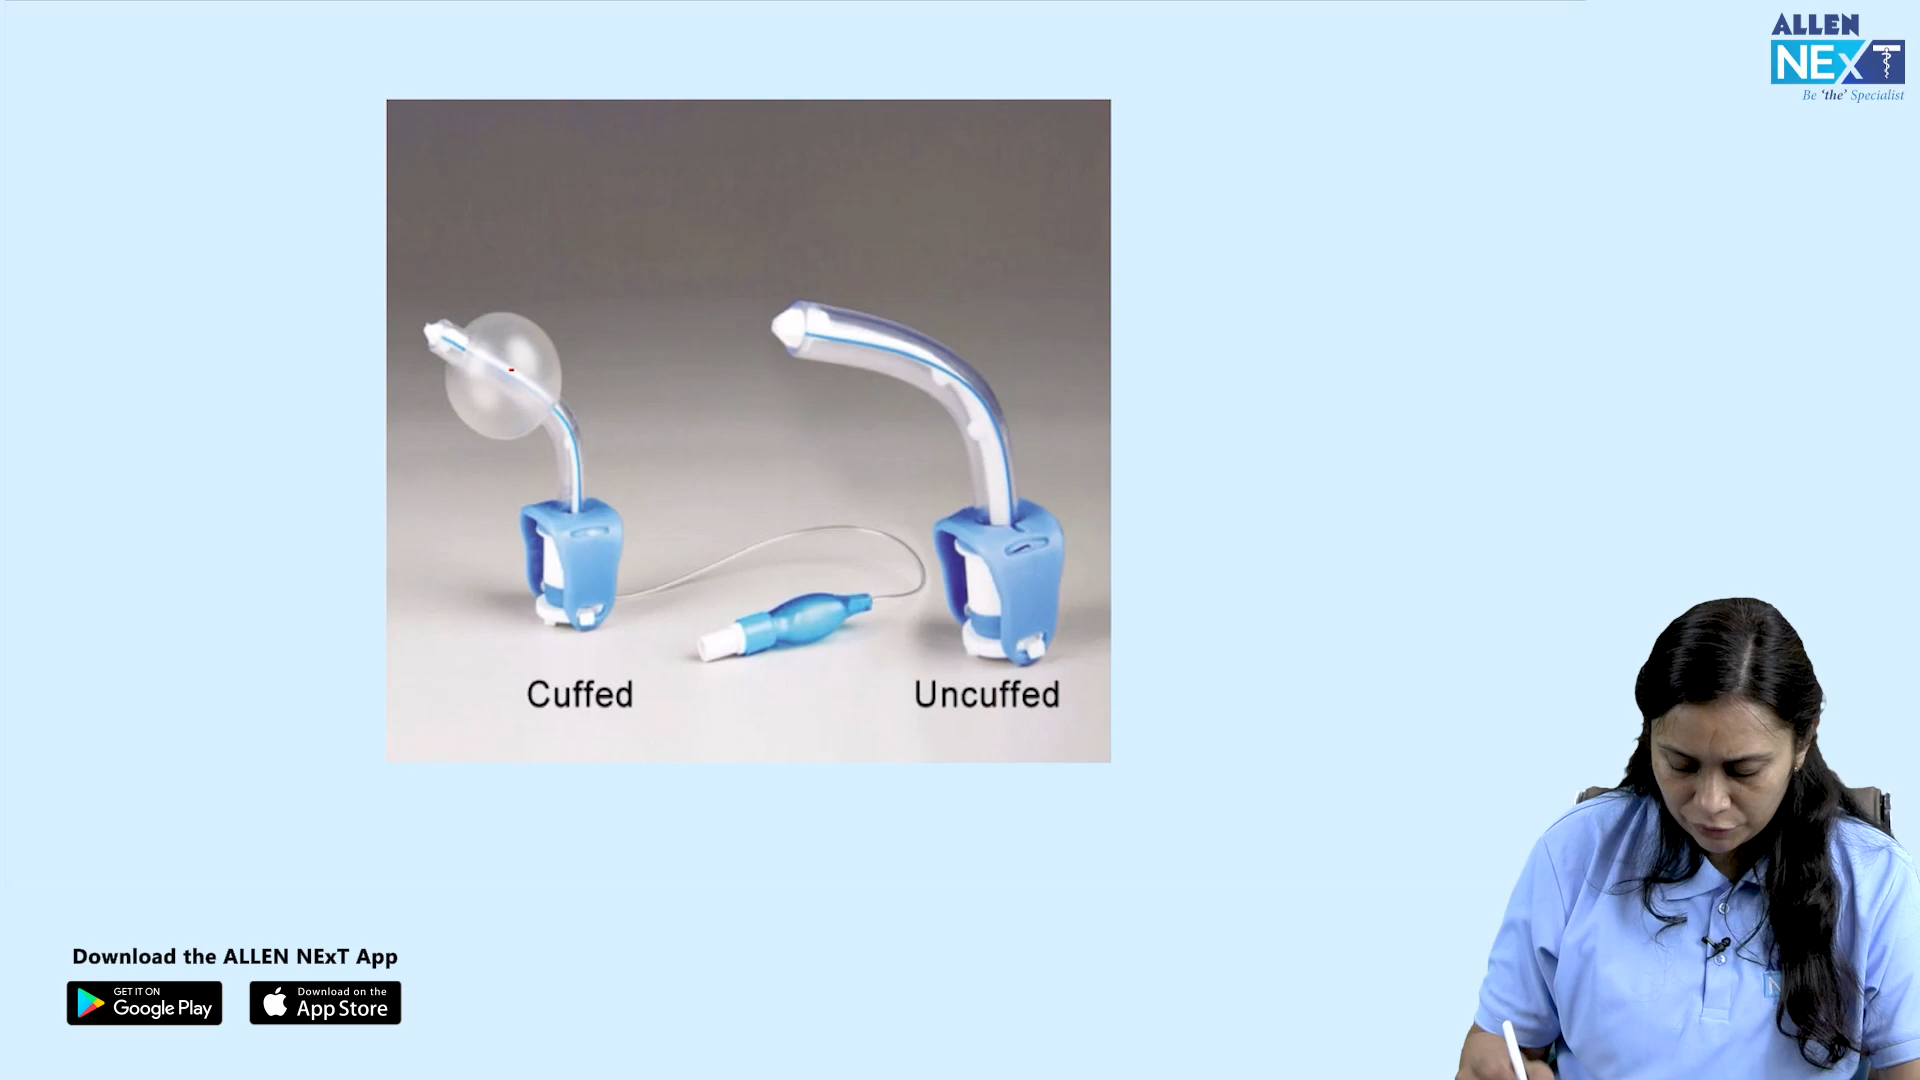 ALLEN
NExT
Be 'the' Specialist
Cuffed
Uncuffed
Download the ALLEN NExT App
GET IT ON
Google Play
Download on the
App Store